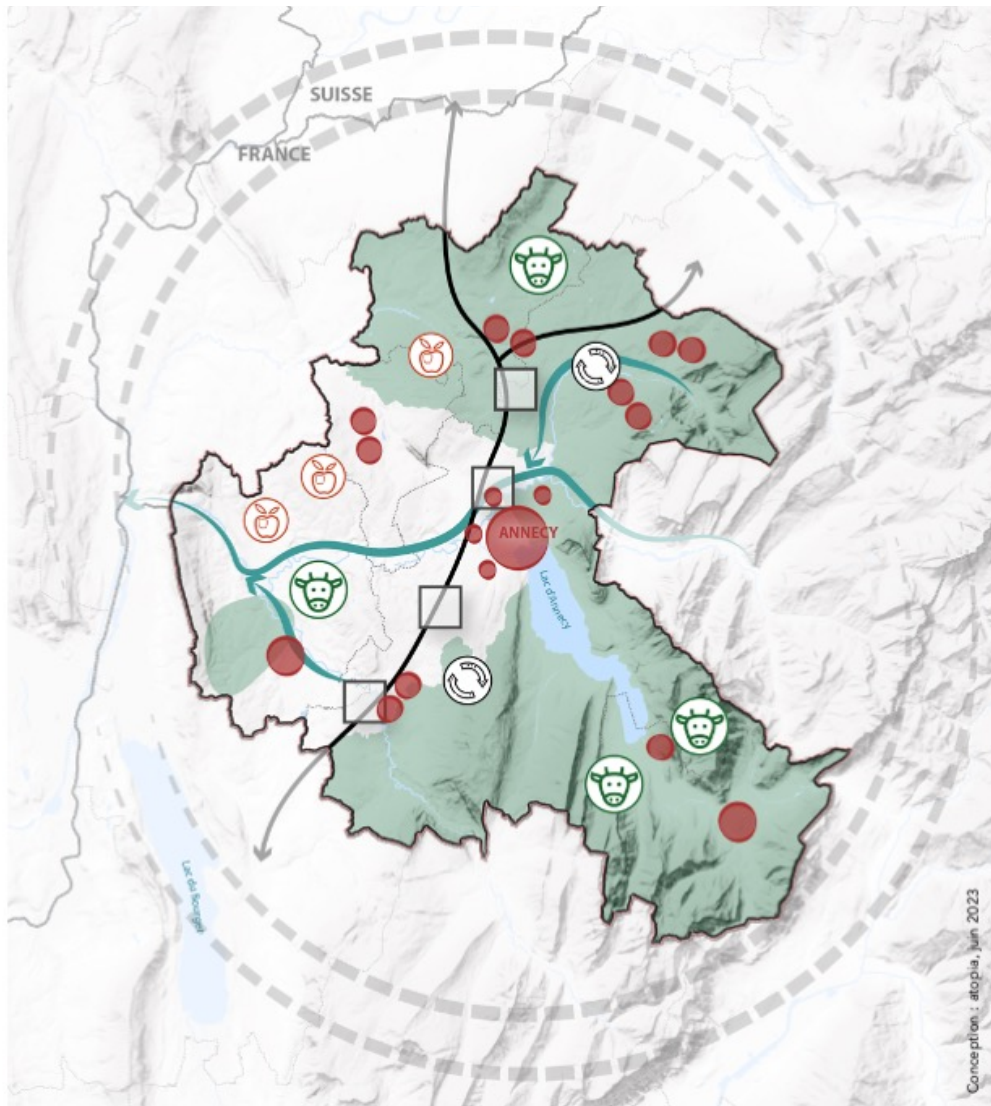 SUISSE
FRANCE
ANNECY
Lac d'Annecy
Lac du Bourget
Conception : atopia, juin 2023